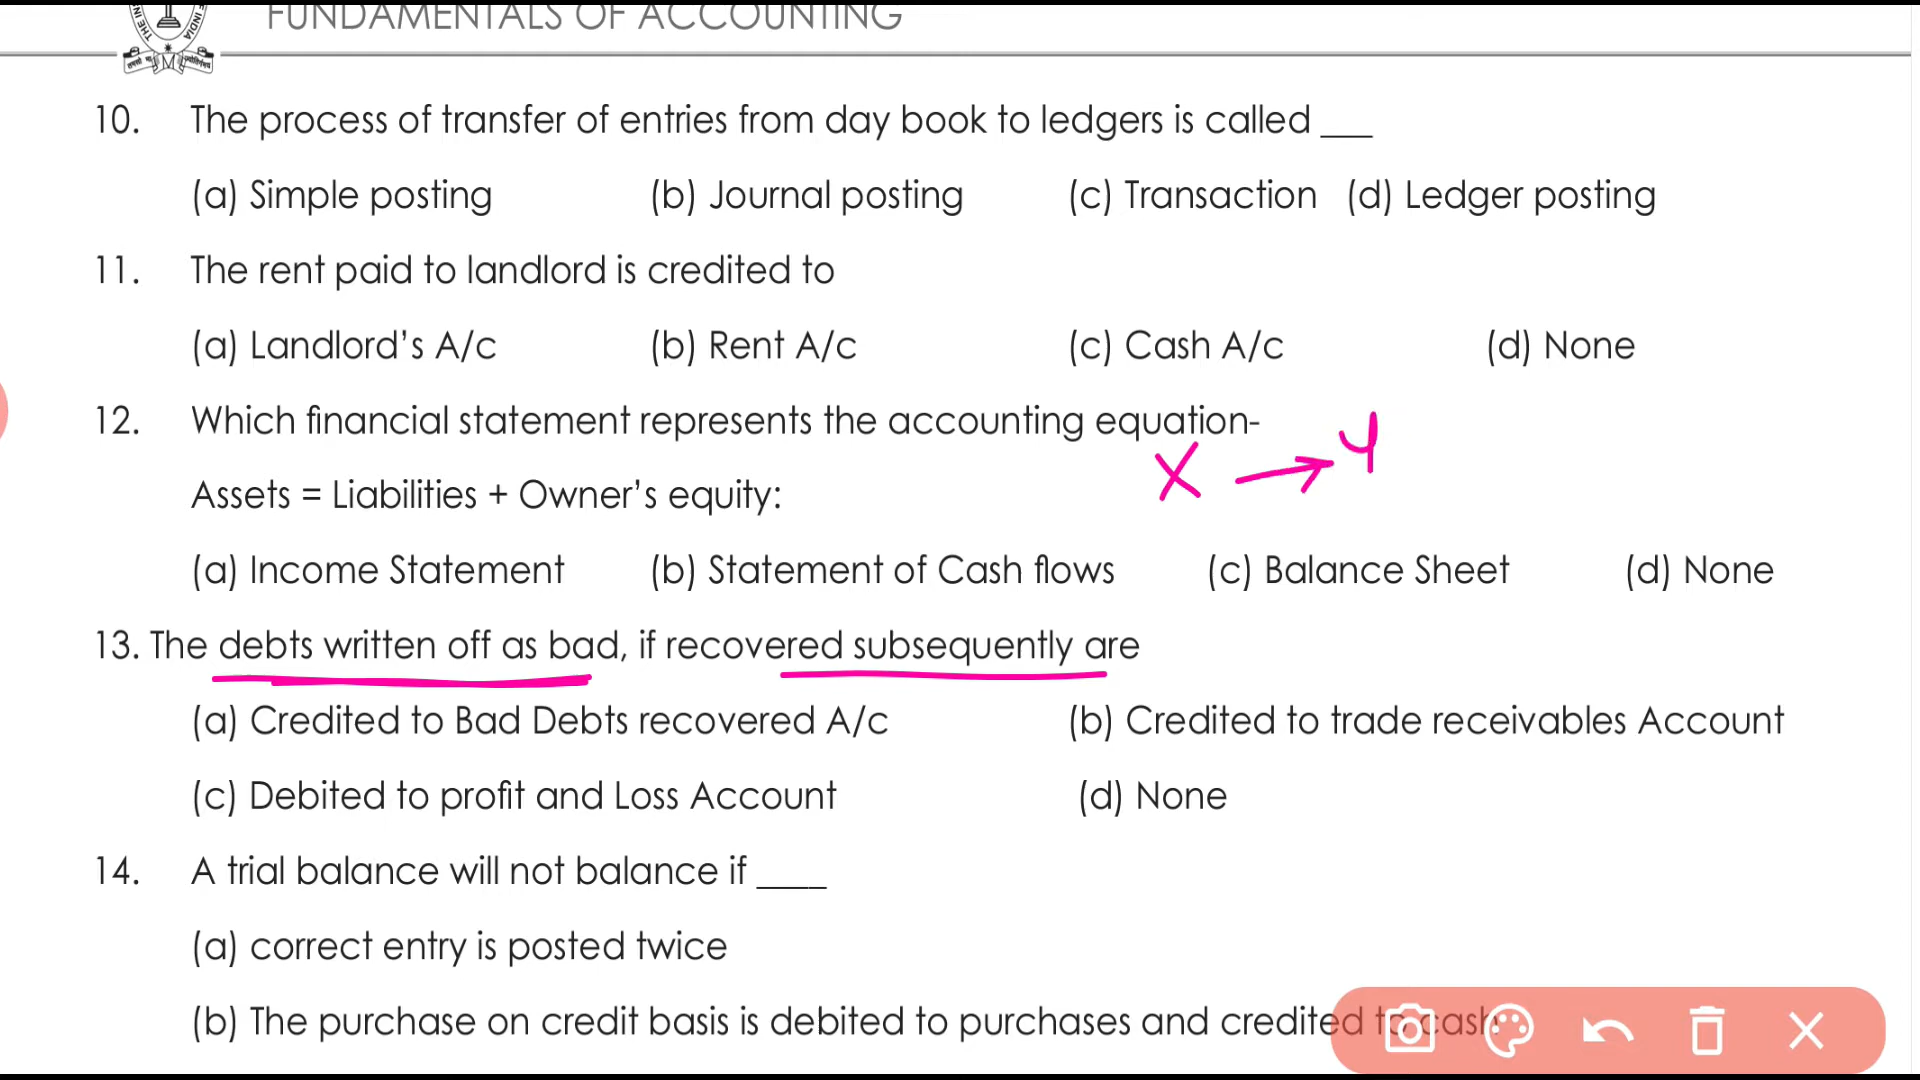 FUNDAMENTALS OF ACCOUNTING
10. The process of transfer of entries from day book to ledgers is called ___
(a) Simple posting (b) Journal posting (c) Transaction (d) Ledger posting
11. The rent paid to landlord is credited to
(a) Landlord’s A/c (b) Rent A/c (c) Cash A/c (d) None
12. Which financial statement represents the accounting equation-
X → Y
Assets = Liabilities + Owner’s equity:
(a) Income Statement (b) Statement of Cash flows (c) Balance Sheet (d) None
13. The debts written off as bad, if recovered subsequently are
(a) Credited to Bad Debts recovered A/c (b) Credited to trade receivables Account
(c) Debited to profit and Loss Account (d) None
14. A trial balance will not balance if ____
(a) correct entry is posted twice
(b) The purchase on credit basis is debited to purchases and credited to cash